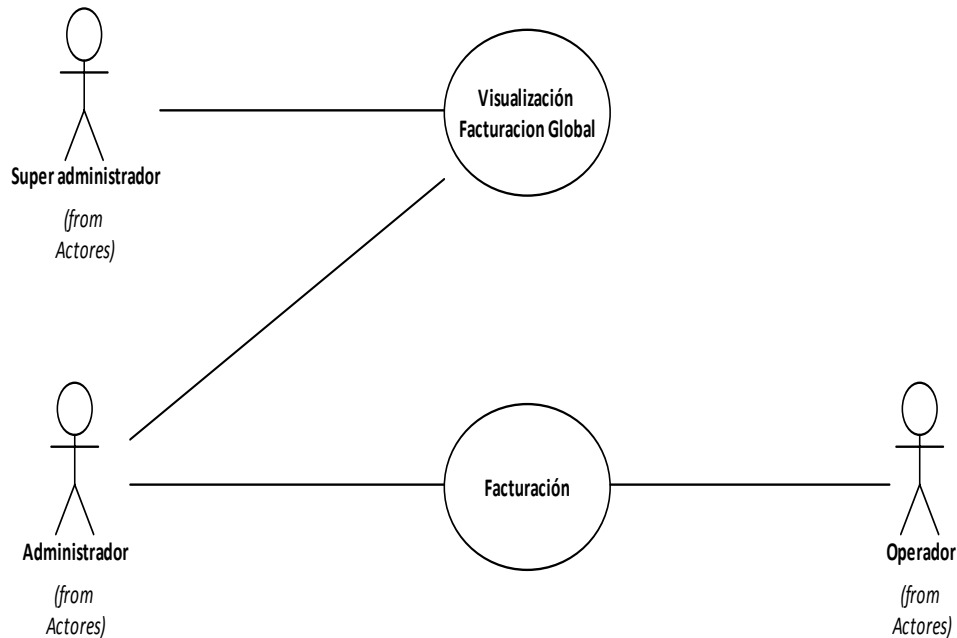 Visualización
Facturacion Global
Super administrador
(from
Actores)
Facturación
Administrador
(from
Actores)
Operador
(from
Actores)